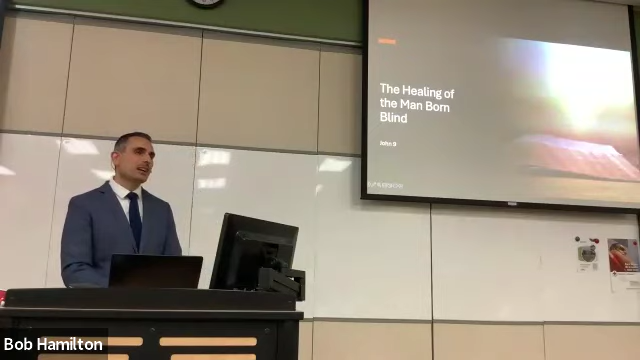 The Healing of
the Man Born
Blind
John 9
Bob Hamilton